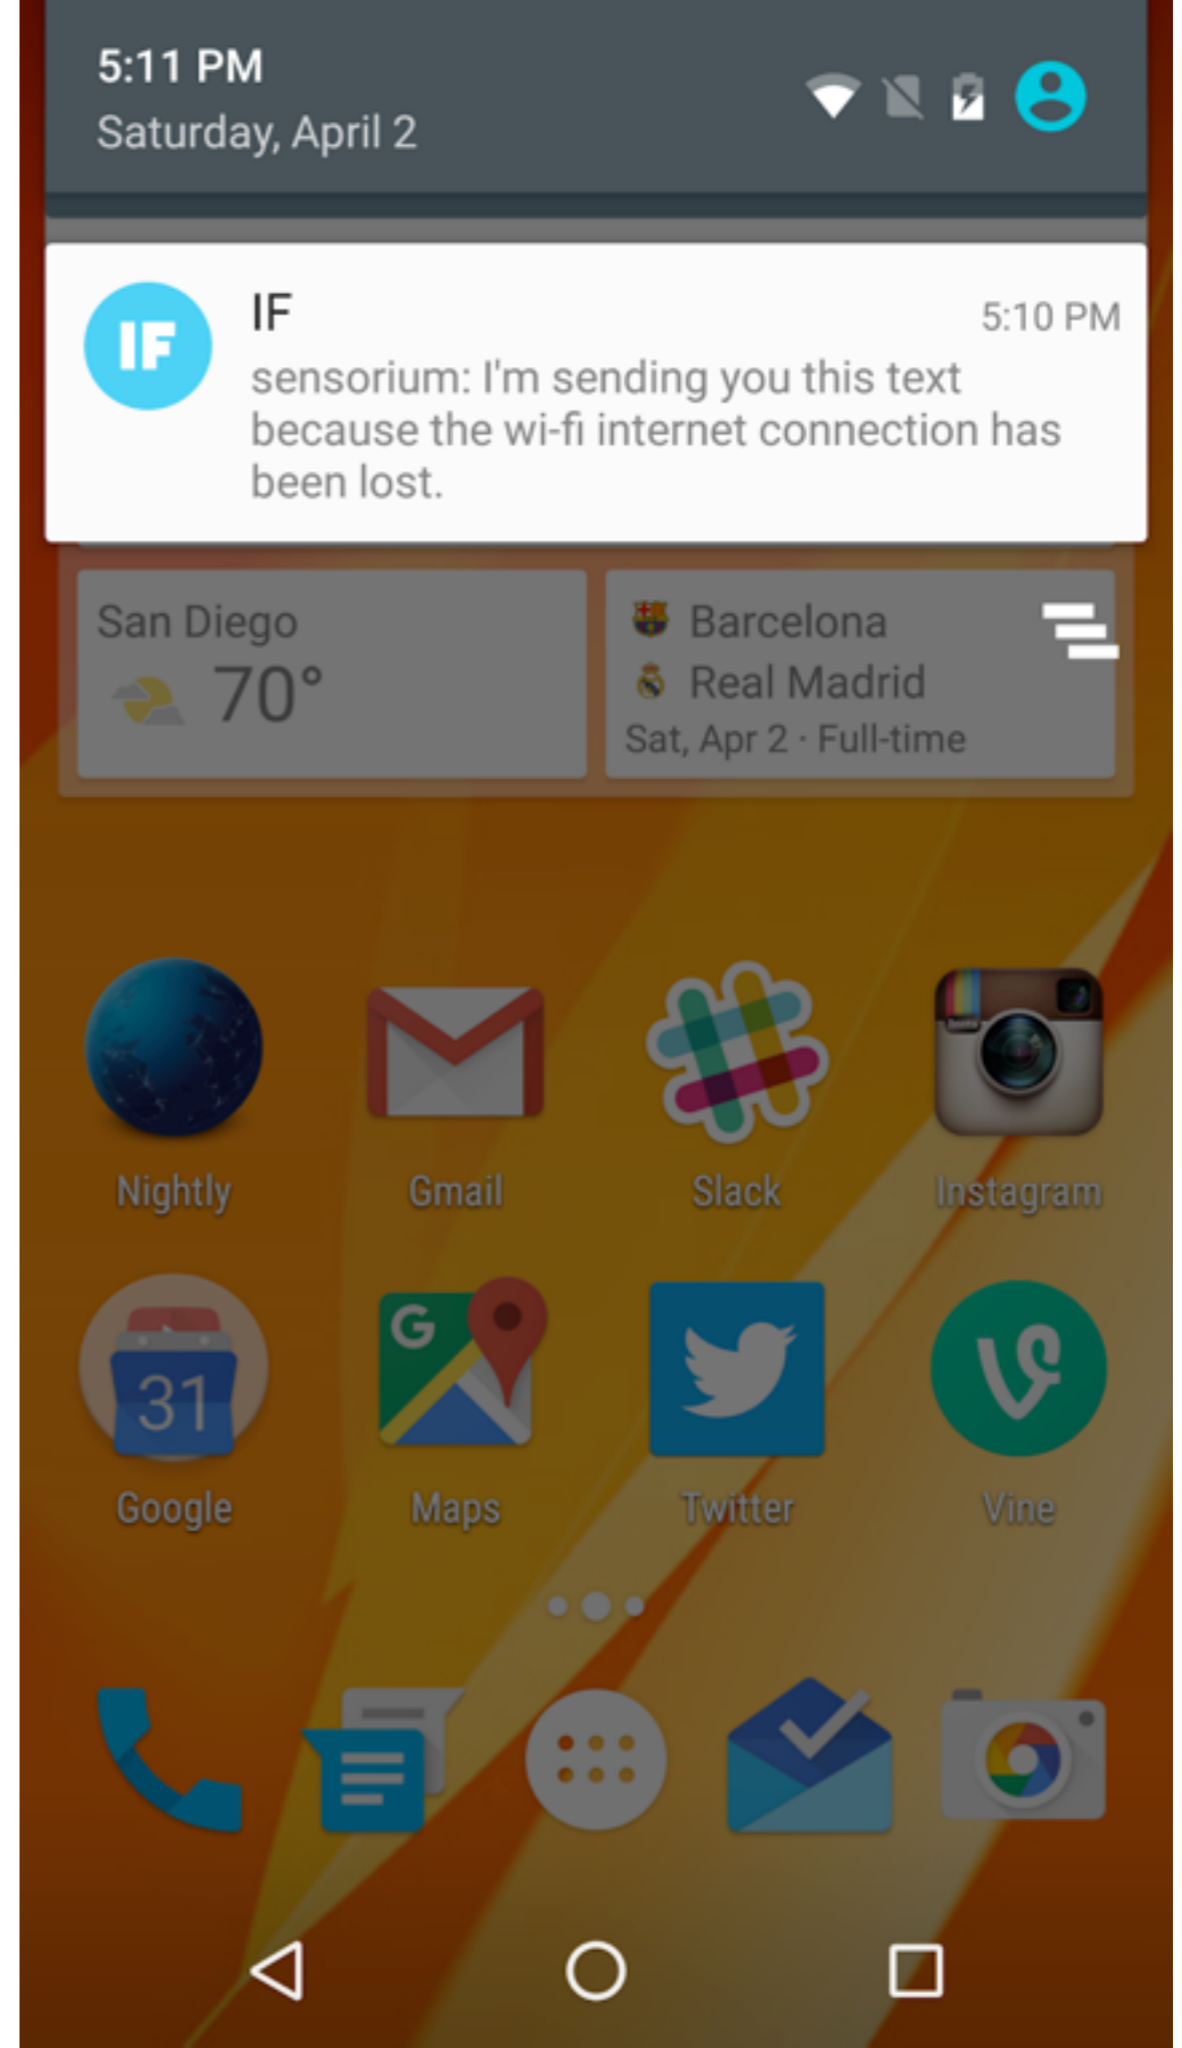 5:11 PM
Saturday, April 2
IF
IF
5:10 PM
sensorium: I'm sending you this text
because the wi-fi internet connection has
been lost.
San Diego
70°
Barcelona
Real Madrid
Sat, Apr 2 · Full-time
Nightly
Gmail
Slack
Instagram
31
G
Google
Maps
Twitter
Vine